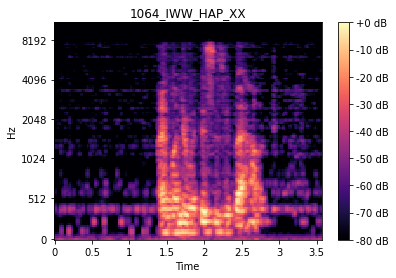 1064_IWW_HAP_XX
+0 dB
8192
-10 dB
4096
-20 dB
-30 dB
2048
-40 dB
Hz
1024
-50 dB
-60 dB
512
-70 dB
0
-80 dB
0 0.5 1 1.5 2 2.5 3 3.5
Time